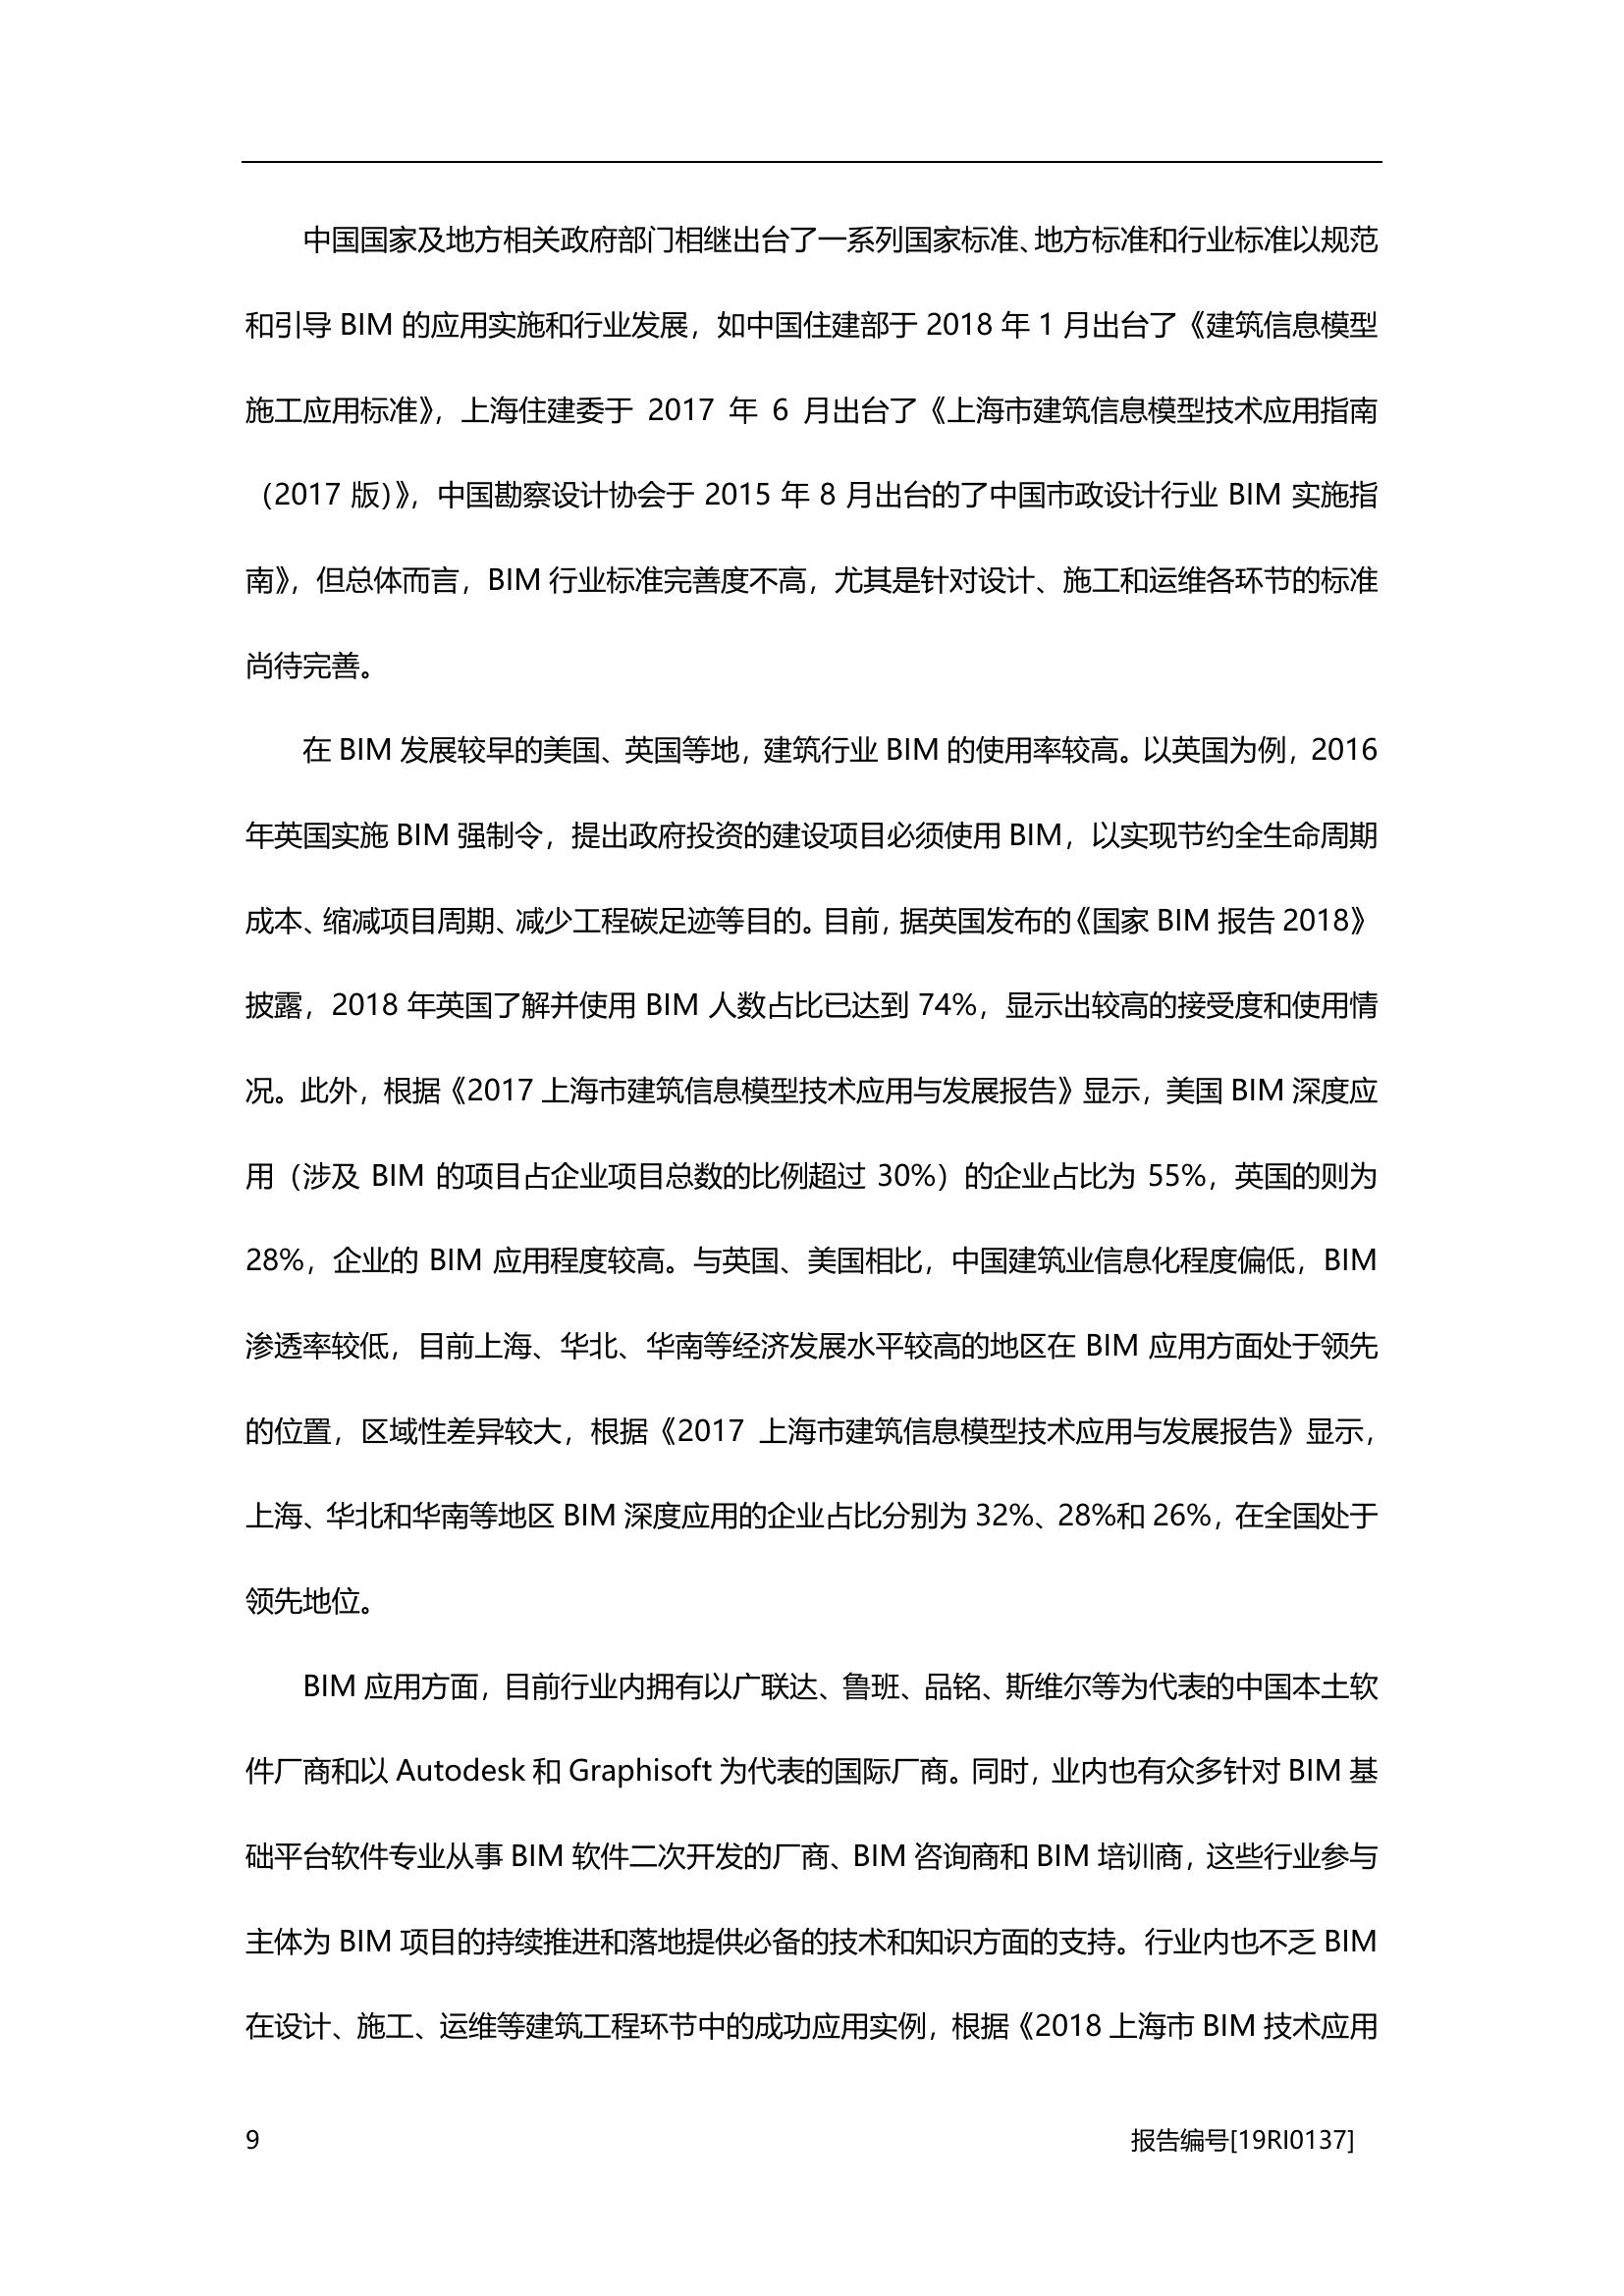 中国国家及地方相关政府部门相继出台了一系列国家标准、地方标准和行业标准以规范
和引导 BIM 的应用实施和行业发展，如中国住建部于 2018 年 1 月出台了《建筑信息模型
施工应用标准》，上海住建委于 2017 年 6 月出台了《上海市建筑信息模型技术应用指南
（2017 版）》，中国勘察设计协会于 2015 年 8 月出台的了中国市政设计行业 BIM 实施指
南》，但总体而言，BIM 行业标准完善度不高，尤其是针对设计、施工和运维各环节的标准
尚待完善。
在 BIM 发展较早的美国、英国等地，建筑行业 BIM 的使用率较高。以英国为例，2016
年英国实施 BIM 强制令，提出政府投资的建设项目必须使用 BIM，以实现节约全生命周期
成本、缩减项目周期、减少工程碳足迹等目的。目前，据英国发布的《国家 BIM 报告 2018》
披露，2018 年英国了解并使用 BIM 人数占比已达到 74%，显示出较高的接受度和使用情
况。此外，根据《2017 上海市建筑信息模型技术应用与发展报告》显示，美国 BIM 深度应
用（涉及 BIM 的项目占企业项目总数的比例超过 30%）的企业占比为 55%，英国的则为
28%，企业的 BIM 应用程度较高。与英国、美国相比，中国建筑业信息化程度偏低，BIM
渗透率较低，目前上海、华北、华南等经济发展水平较高的地区在 BIM 应用方面处于领先
的位置，区域性差异较大，根据《2017 上海市建筑信息模型技术应用与发展报告》显示，
上海、华北和华南等地区 BIM 深度应用的企业占比分别为 32%、28%和 26%，在全国处于
领先地位。
BIM 应用方面，目前行业内拥有以广联达、鲁班、品铭、斯维尔等为代表的中国本土软
件厂商和以 Autodesk 和 Graphisoft 为代表的国际厂商。同时，业内也有众多针对 BIM 基
础平台软件专业从事 BIM 软件二次开发的厂商、BIM 咨询商和 BIM 培训商，这些行业参与
主体为 BIM 项目的持续推进和落地提供必备的技术和知识方面的支持。行业内也不乏 BIM
在设计、施工、运维等建筑工程环节中的成功应用实例，根据《2018 上海市 BIM 技术应用
9 报告编号[19RI0137]